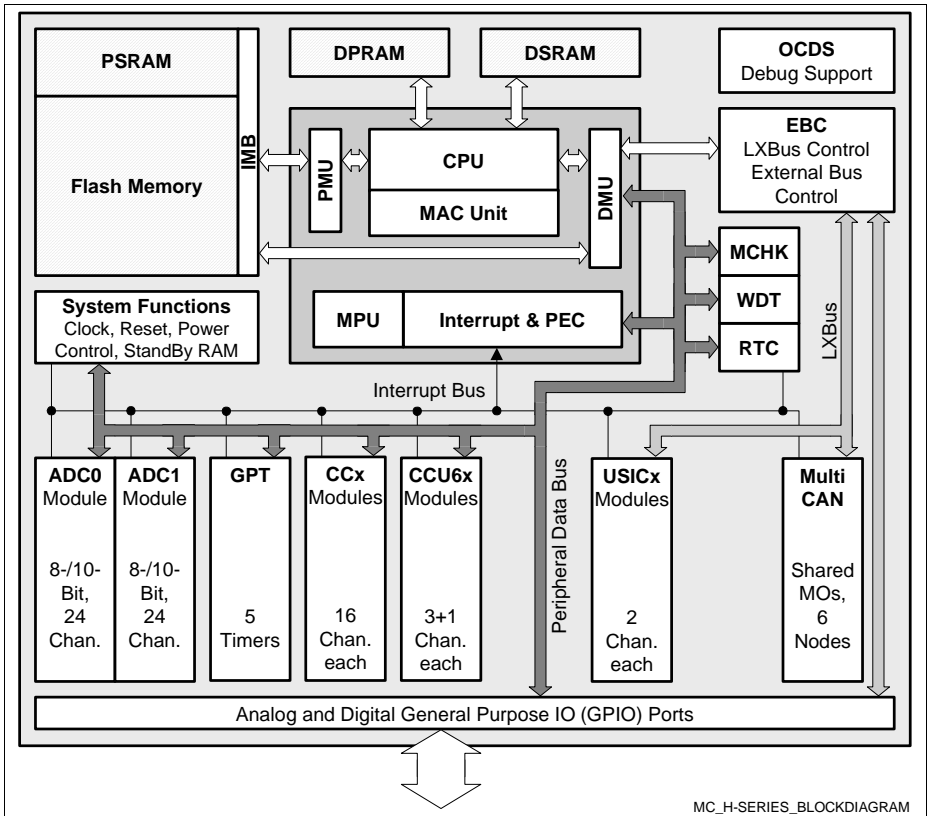 PSRAM
Flash Memory
IMB
DPRAM
DSRAM
OCDS
Debug Support
PMU
CPU
MAC Unit
DMU
EBC
LXBus Control
External Bus
Control
MPU
Interrupt & PEC
MCHK
WDT
RTC
LXBus
System Functions
Clock, Reset, Power
Control, StandBy RAM
Interrupt Bus
Peripheral Data Bus
ADC0
Module
8-/10-
Bit,
24
Chan.
ADC1
Module
8-/10-
Bit,
24
Chan.
GPT
5
Timers
CCx
Modules
16
Chan.
each
CCU6x
Modules
3+1
Chan.
each
USICx
Modules
2
Chan.
each
Multi
CAN
Shared
MOs,
6
Nodes
Analog and Digital General Purpose IO (GPIO) Ports
MC_H-SERIES_BLOCKDIAGRAM